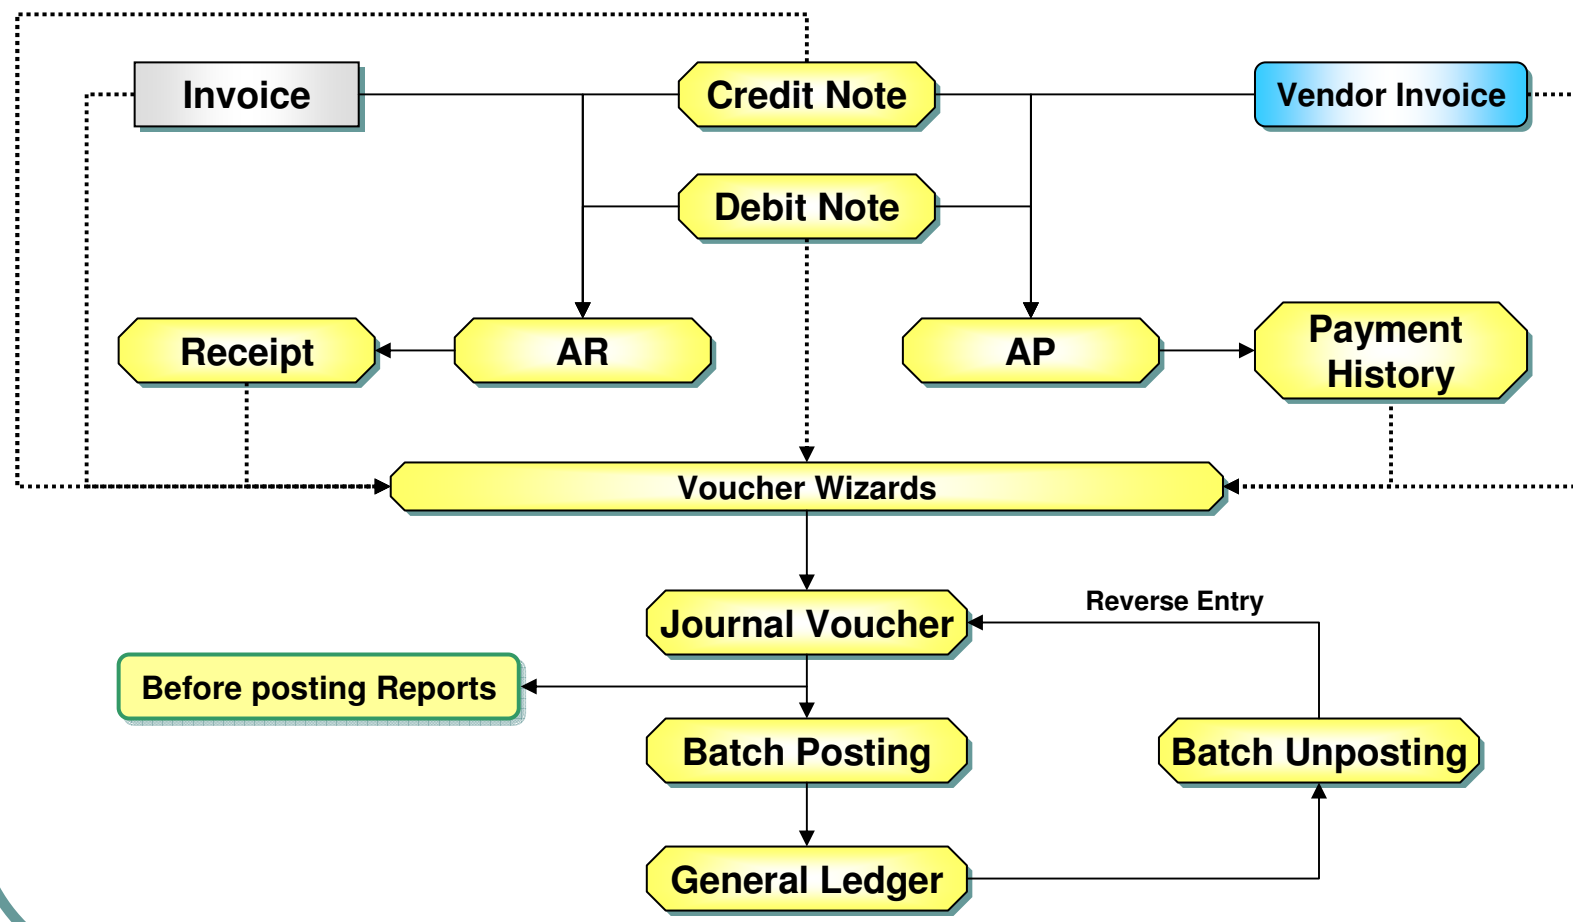 Invoice
Credit Note
Vendor Invoice
Debit Note
Receipt
AR
AP
Payment
History
Voucher Wizards
Reverse Entry
Journal Voucher
Before posting Reports
Batch Posting
Batch Unposting
General Ledger